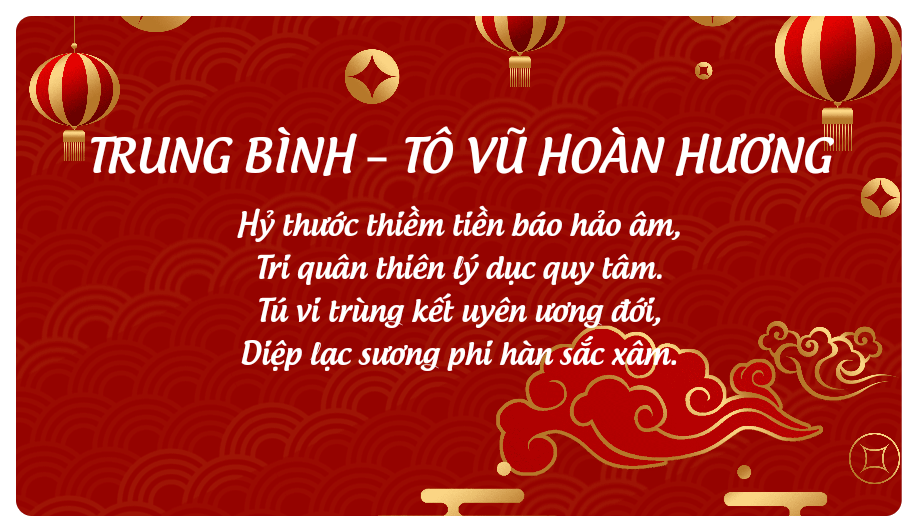 TRUNG BÌNH – TÔ VŨ HOÀN HƯƠNG
Hỷ thước thiềm tiền báo hảo âm,
Tri quân thiên lý dục quy tâm.
Tú vi trùng kết uyên ương đới,
Diệp lạc sương phi hàn sắc xâm.